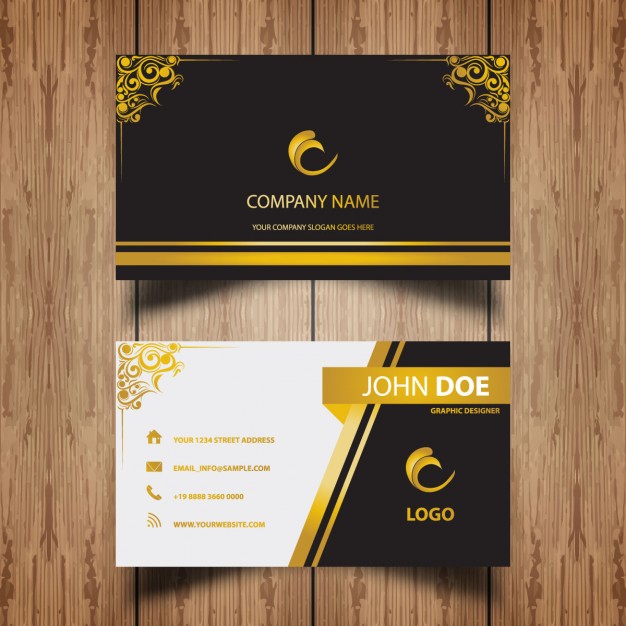 COMPANY NAME
YOUR COMPANY SLOGAN GOES HERE
JOHN DOE
GRAPHIC DESIGNER
YOUR 1234 STREET ADDRESS
EMAIL_INFO@SAMPLE.COM
+19 8888 3660 0000
WWW.YOURWEBSITE.COM
LOGO